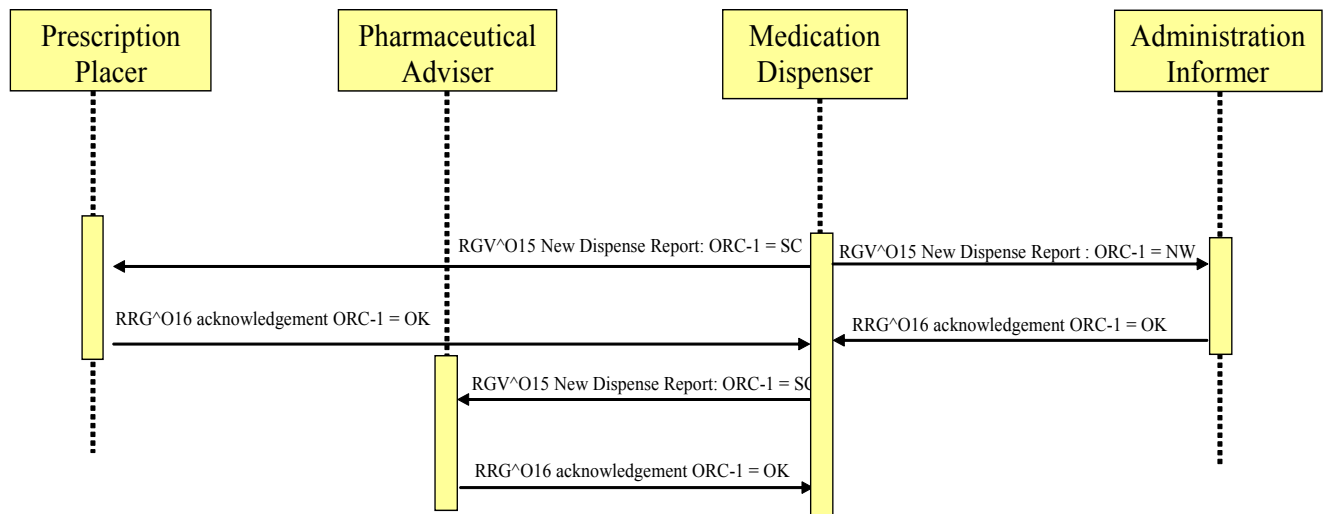 Prescription
Placer
Pharmaceutical
Adviser
Medication
Dispenser
Administration
Informer
RGV^O15 New Dispense Report: ORC-1 = SC
RGV^O15 New Dispense Report : ORC-1 = NW
RRG^O16 acknowledgement ORC-1 = OK
RRG^O16 acknowledgement ORC-1 = OK
RGV^O15 New Dispense Report: ORC-1 = SC
RRG^O16 acknowledgement ORC-1 = OK